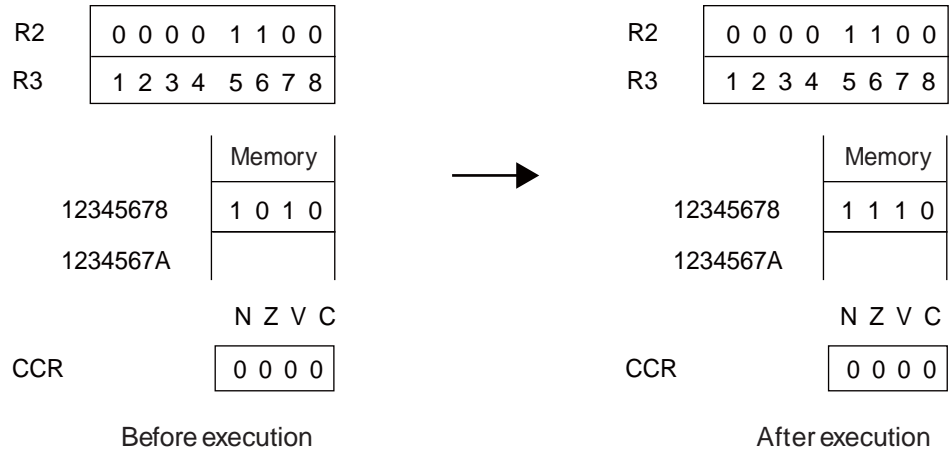 R2 0 0 0 0 1 1 0 0 R2 0 0 0 0 1 1 0 0
R3 1 2 3 4 5 6 7 8 R3 1 2 3 4 5 6 7 8
Memory Memory
12345678 1 0 1 0 12345678 1 1 1 0
1234567A 1234567A
N Z V C N Z V C
CCR 0 0 0 0 CCR 0 0 0 0
Before execution After execution